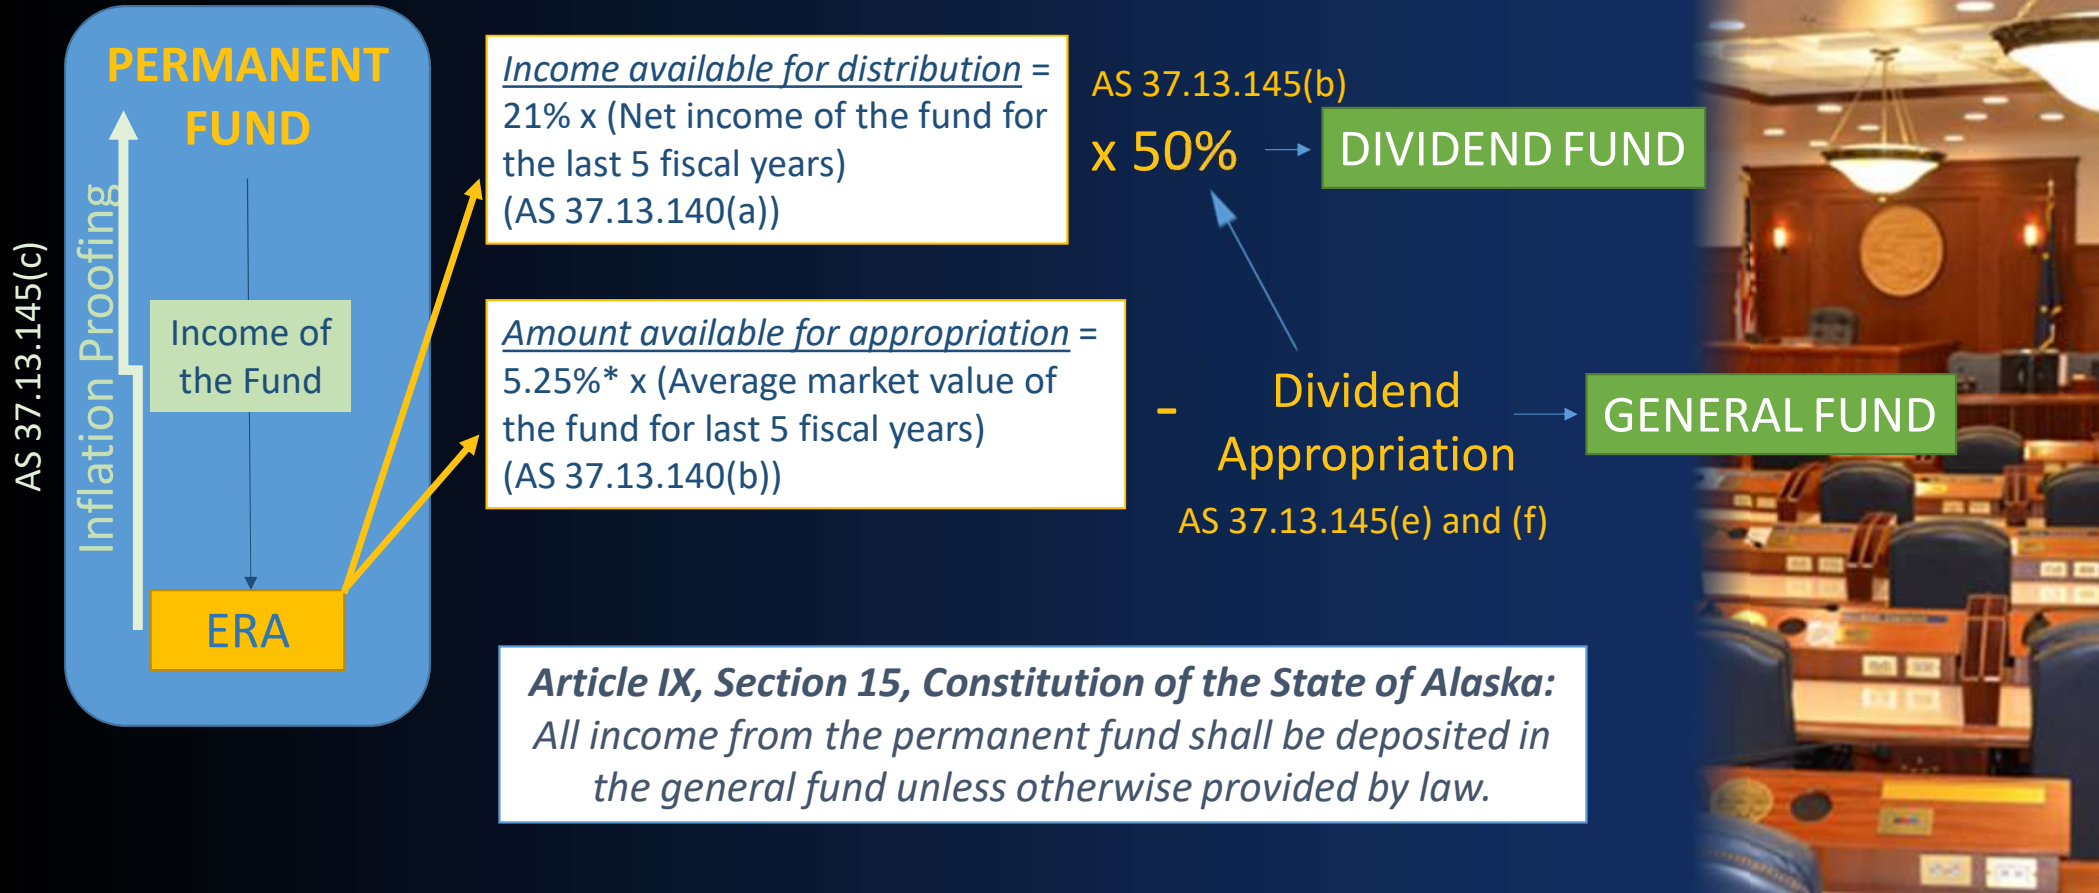 AS 37.13.145(c)
PERMANENT
FUND
Inflation Proofing
Income of
the Fund
ERA
Income available for distribution =
21% x (Net income of the fund for
the last 5 fiscal years)
(AS 37.13.140(a))
AS 37.13.145(b)
x 50%
DIVIDEND FUND
Amount available for appropriation =
5.25%* x (Average market value of
the fund for last 5 fiscal years)
(AS 37.13.140(b))
-
Dividend
Appropriation
AS 37.13.145(e) and (f)
GENERAL FUND
Article IX, Section 15, Constitution of the State of Alaska:
All income from the permanent fund shall be deposited in
the general fund unless otherwise provided by law.